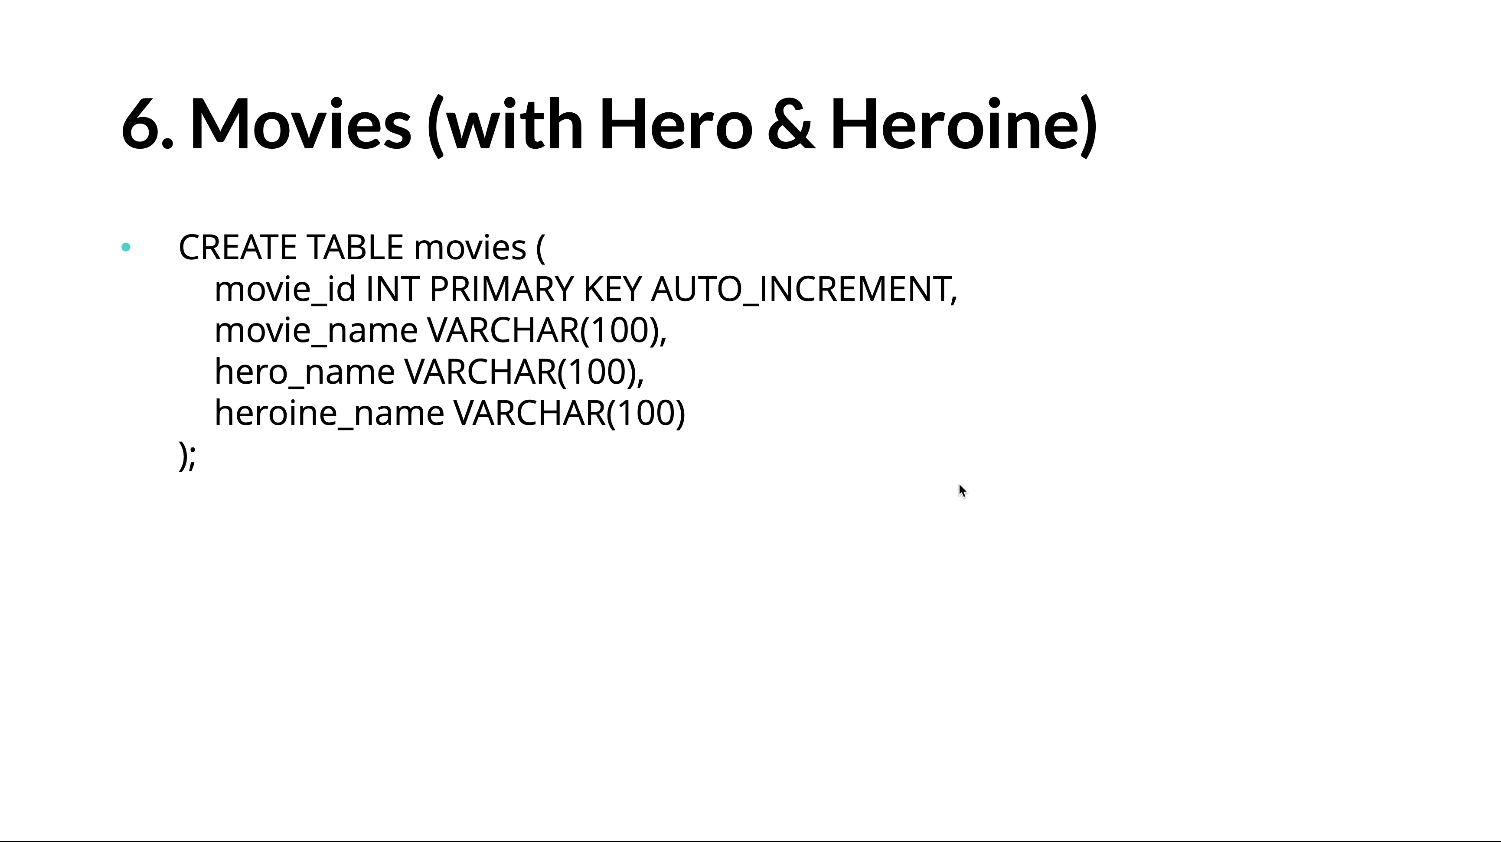 6. Movies (with Hero & Heroine)
• CREATE TABLE movies (
movie_id INT PRIMARY KEY AUTO_INCREMENT,
movie_name VARCHAR(100),
hero_name VARCHAR(100),
heroine_name VARCHAR(100)
);